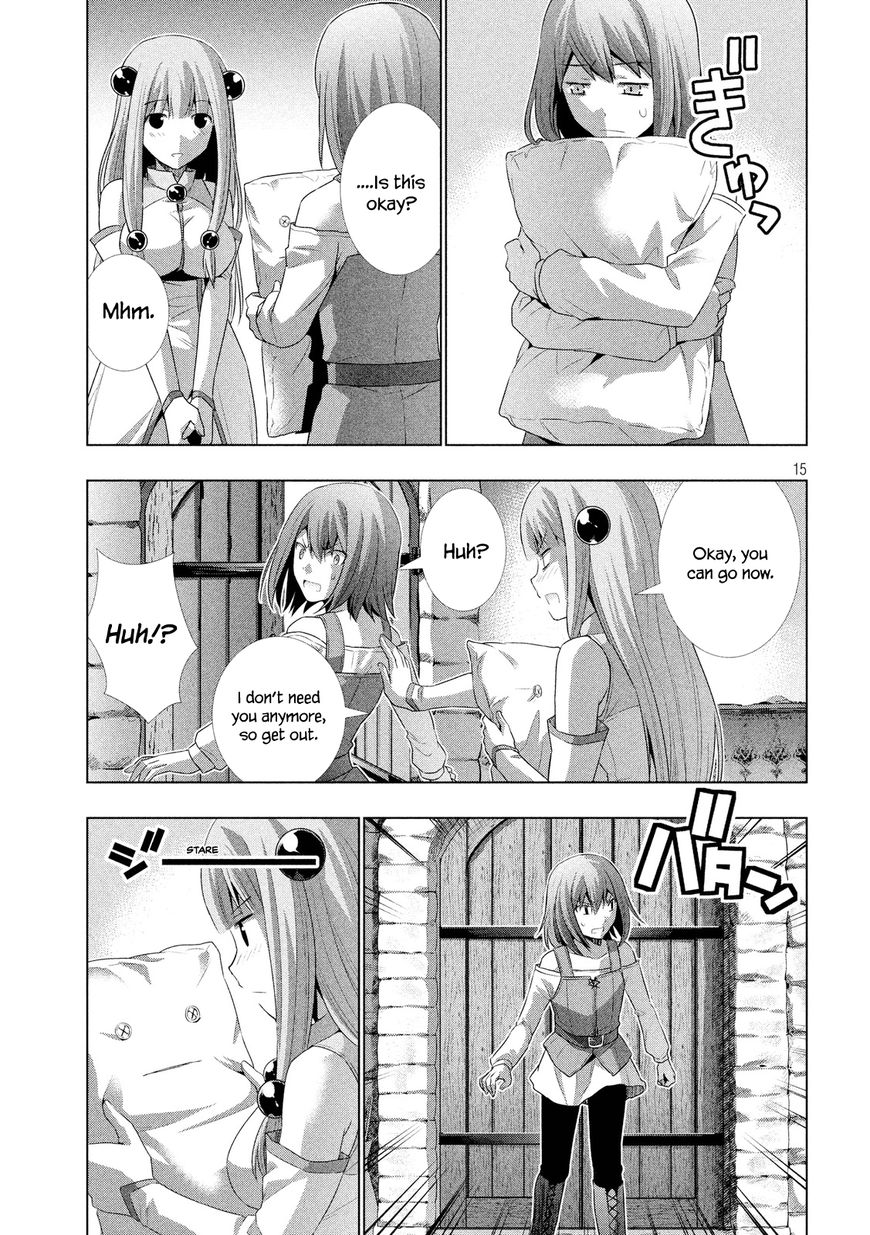 ぎゅっ
....Is this
okay?
Mhm.
15
Okay, you
can go now.
Huh?
I don't need
you anymore,
so get out.
Huh!?
バターン
ジー
STARE